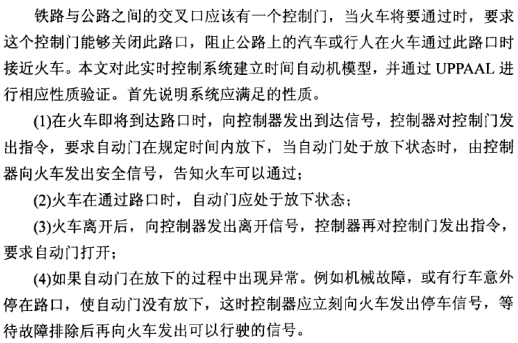 铁路与公路之间的交叉口应该有一个控制门，当火车将要通过时，要求
这个控制门能够关闭此路口，阻止公路上的汽车或行人在火车通过此路口时
接近火车。本文对此实时控制系统建立时间自动机模型，并通过 UPPAAL 进
行相应性质验证。首先说明系统应满足的性质。
(1)在火车即将到达路口时，向控制器发出到达信号，控制器对控制门发
出指令，要求自动门在规定时间内放下，当自动门处于放下状态时，由控制
器向火车发出安全信号，告知火车可以通过；
(2)火车在通过路口时，自动门应处于放下状态；
(3)火车离开后，向控制器发出离开信号，控制器再对控制门发出指令，
要求自动门打开；
(4)如果自动门在放下的过程中出现异常。例如机械故障，或有行车意外
停在路口，使自动门没有放下，这时控制器应立刻向火车发出停车信号，等
待故障排除后再向火车发出可以行驶的信号。